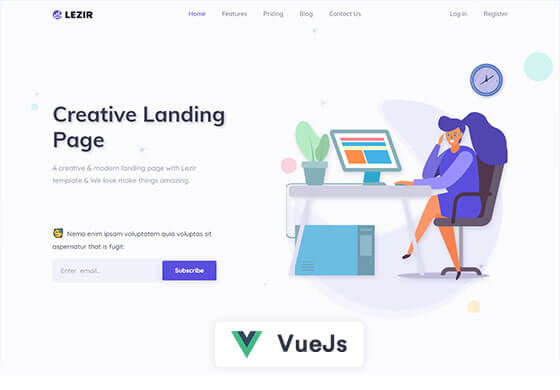 LEZIR
Home Features Pricing Blog Contact Us
Log in Register
Creative Landing
Page
A creative & modern landing page with Lezir
template & We love make things amazing.
Nemo enim ipsam voluptatem quia voluptas sit
aspernatur that is fugit.
Enter email...
Subscribe
VueJs